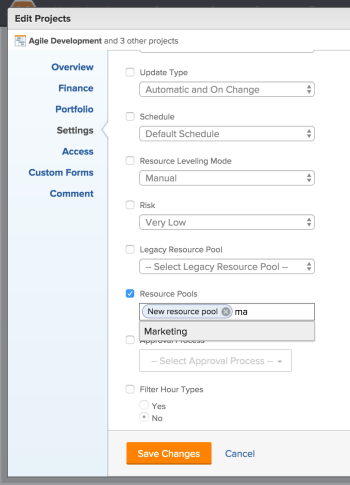 Edit Projects
Agile Development and 3 other projects
Overview
Finance
Portfolio
Settings
Access
Custom Forms
Comment
Update Type
Automatic and On Change
Schedule
Default Schedule
Resource Leveling Mode
Manual
Risk
Very Low
Legacy Resource Pool
-- Select Legacy Resource Pool --
Resource Pools
New resource pool ma
Marketing
Approval Process
-- Select Approval Process --
Filter Hour Types
Yes
No
Save Changes Cancel